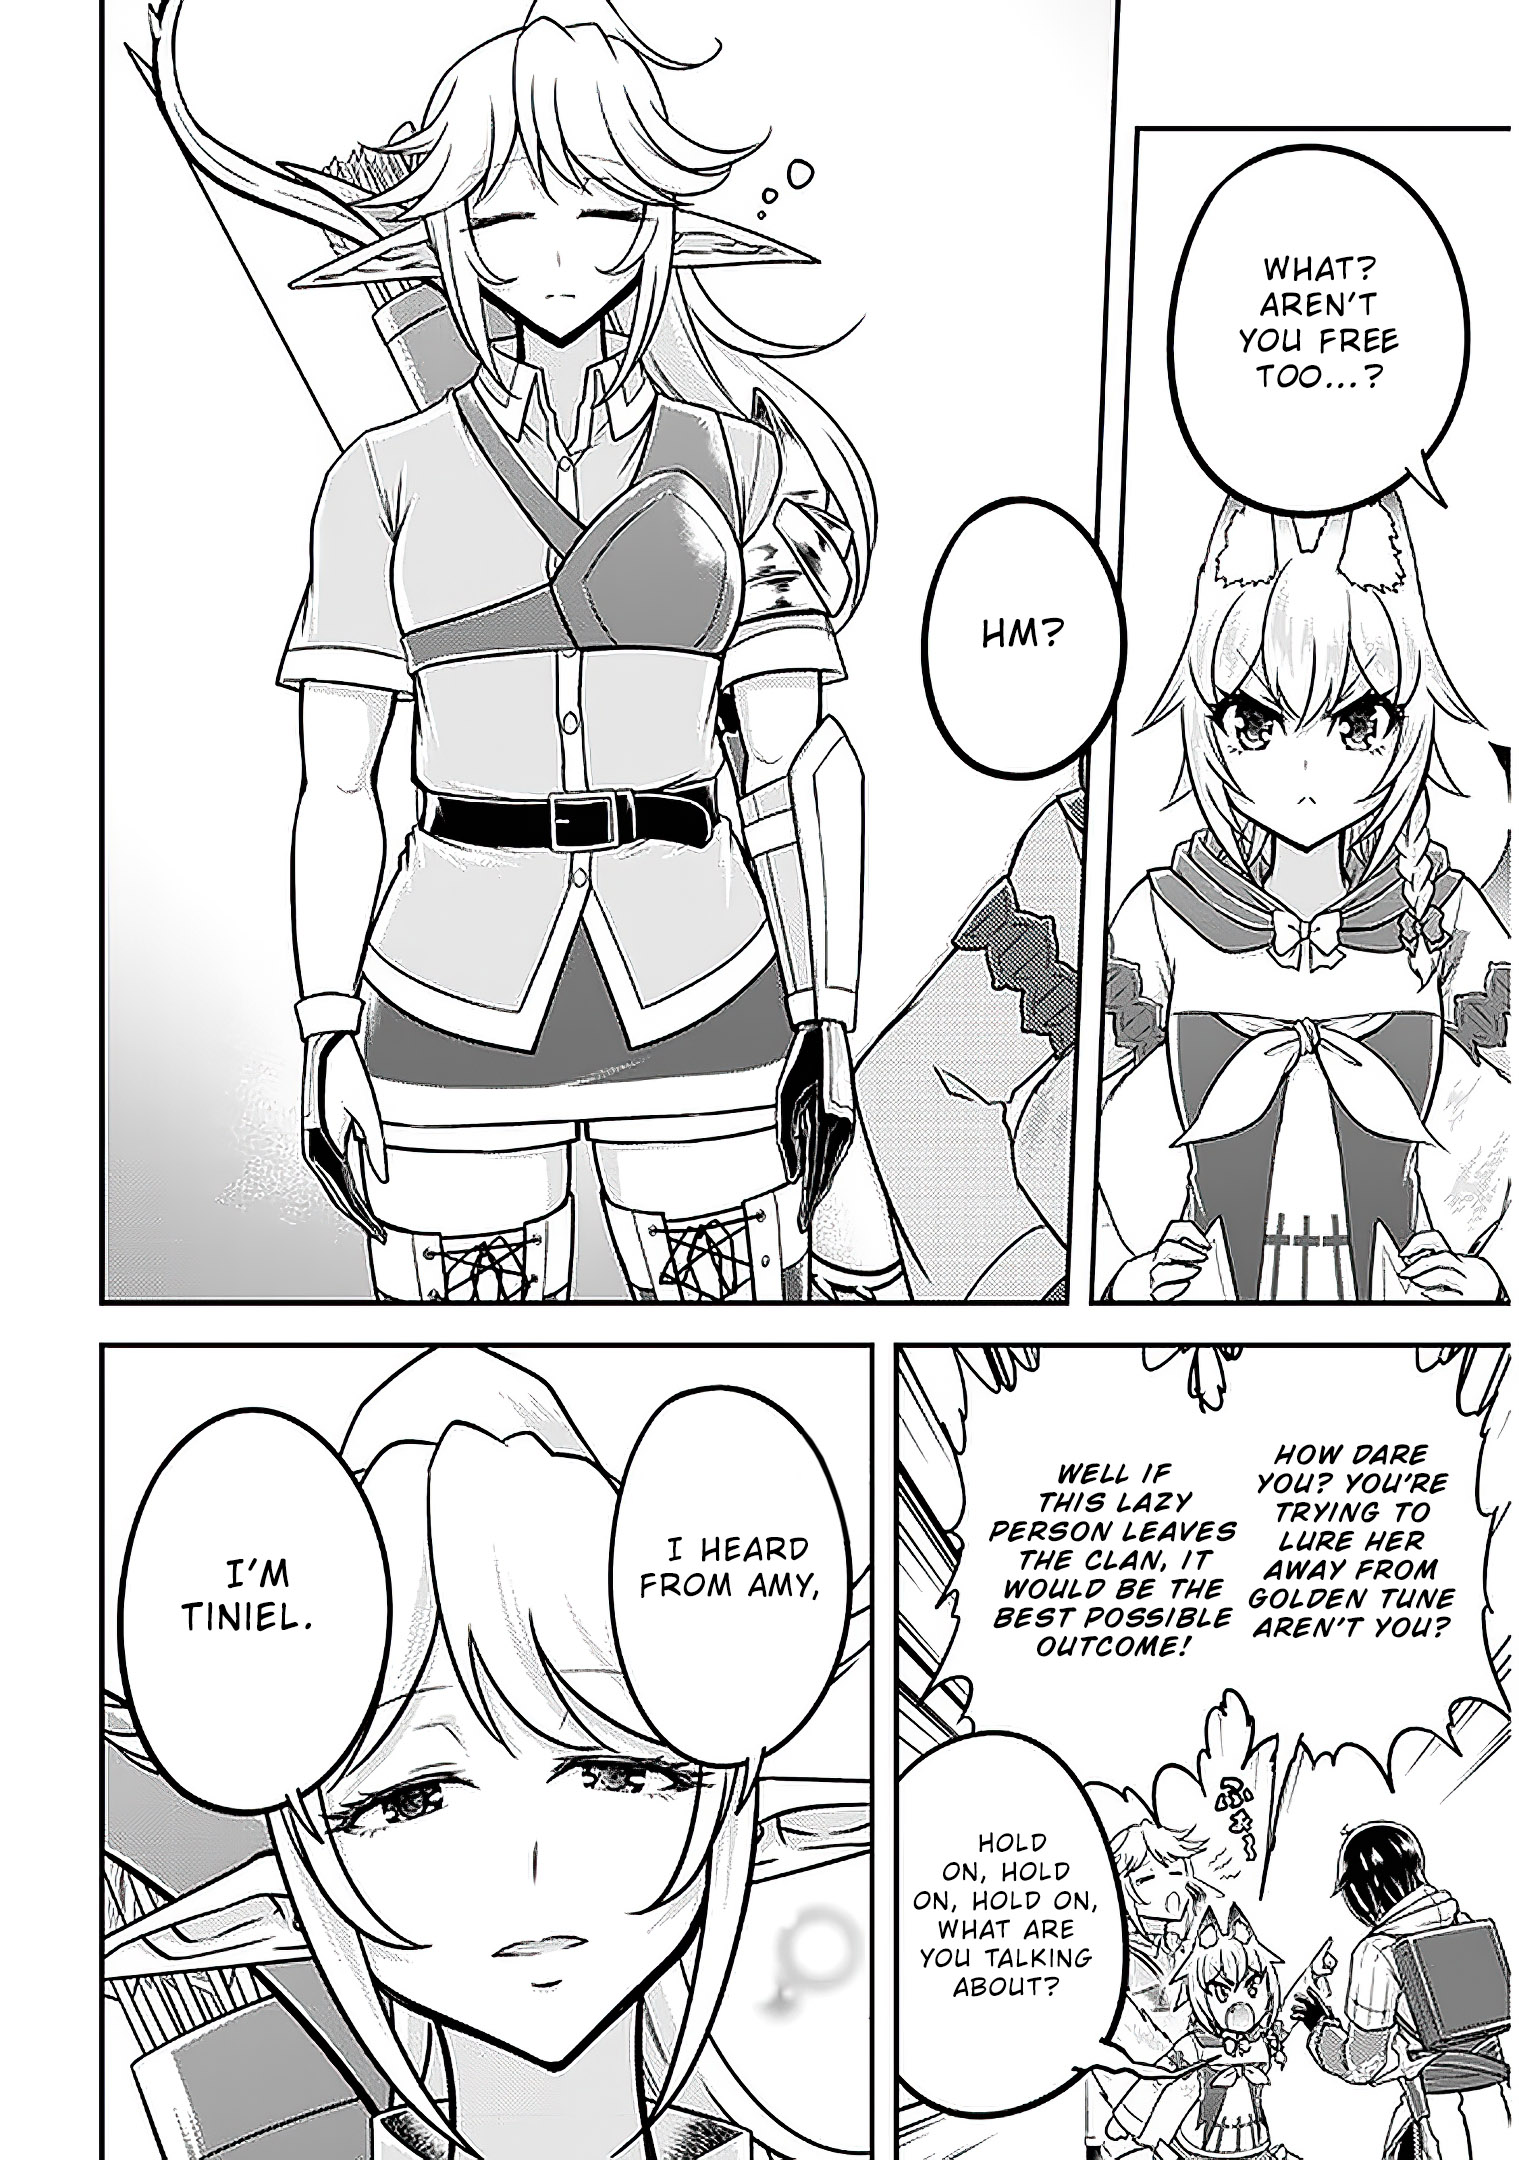 WHAT?
AREN'T
YOU FREE
TOO...?
HM?
HOW DARE
YOU? YOU'RE
TRYING TO
LURE HER
AWAY FROM
GOLDEN TUNE
AREN'T YOU?
WELL IF
THIS LAZY
PERSON LEAVES
THE CLAN, IT
WOULD BE THE
BEST POSSIBLE
OUTCOME!
HOLD
ON, HOLD
ON, HOLD ON,
WHAT ARE
YOU TALKING
ABOUT?
I HEARD
FROM AMY,
I'M
TINIEL.